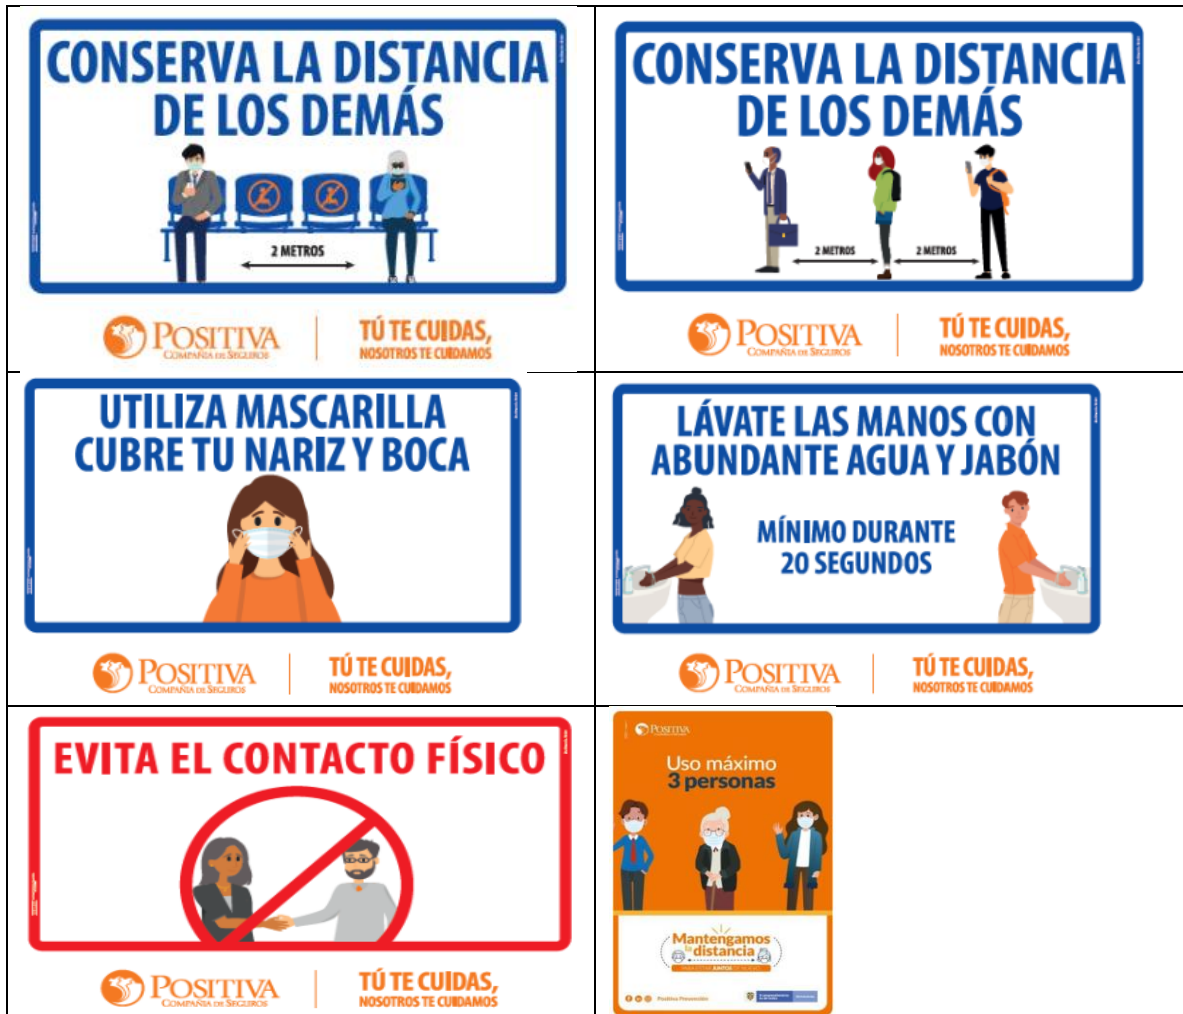 CONSERVA LA DISTANCIA
DE LOS DEMÁS
2 METROS
POSITIVA
COMPAÑÍA DE SEGUROS
TÚ TE CUIDAS,
NOSOTROS TE CUIDAMOS
CONSERVA LA DISTANCIA
DE LOS DEMÁS
2 METROS
2 METROS
POSITIVA
COMPAÑÍA DE SEGUROS
TÚ TE CUIDAS,
NOSOTROS TE CUIDAMOS
UTILIZA MASCARILLA
CUBRE TU NARIZ Y BOCA
POSITIVA
COMPAÑÍA DE SEGUROS
TÚ TE CUIDAS,
NOSOTROS TE CUIDAMOS
LÁVATE LAS MANOS CON
ABUNDANTE AGUA Y JABÓN
MÍNIMO DURANTE
20 SEGUNDOS
POSITIVA
COMPAÑÍA DE SEGUROS
TÚ TE CUIDAS,
NOSOTROS TE CUIDAMOS
EVITA EL CONTACTO FÍSICO
POSITIVA
COMPAÑÍA DE SEGUROS
TÚ TE CUIDAS,
NOSOTROS TE CUIDAMOS
POSITIVA
Uso máximo
3 personas
Mantengamos
la distancia
JUNTOS
Positiva Prevención